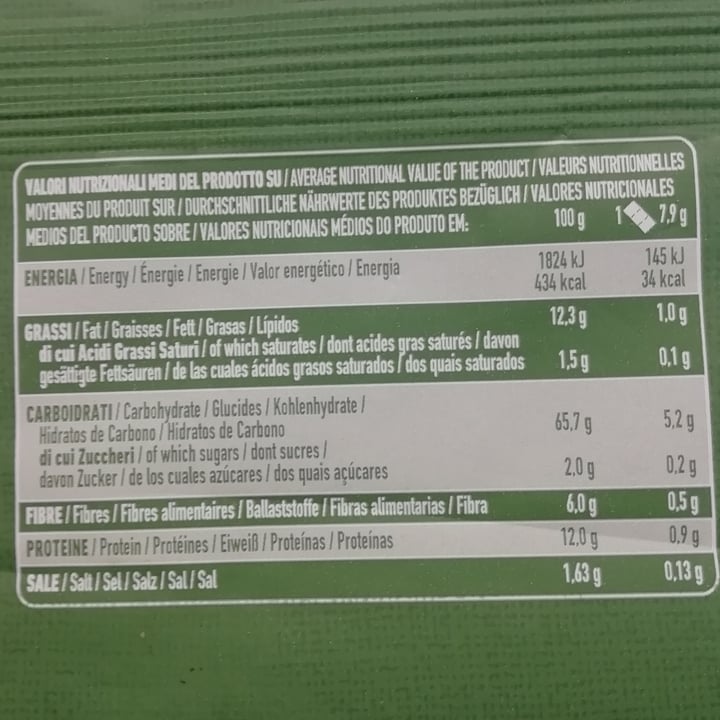 VALORI NUTRIZIONALI MEDI DEL PRODOTTO SU / AVERAGE NUTRITIONAL VALUE OF THE PRODUCT / VALEURS NUTRITIONNELLES
MOYENNES DU PRODUIT SUR / DURCHSCHNITTLICHE NÄHRWERTE DES PRODUKTES BEZÜGLICH / VALORES NUTRICIONALES
MEDIOS DEL PRODUCTO SOBRE / VALORES NUTRICIONAIS MÉDIOS DO PRODUTO EM: 100 g 1 7,9 g
ENERGIA / Energy / Énergie / Energie / Valor energético / Energia 1824 kJ 145 kJ
434 kcal 34 kcal
GRASSI / Fat / Graisses / Fett / Grasas / Lípidos 12,3 g 1,0 g
di cui Acidi Grassi Saturi / of which saturates / dont acides gras saturés / davon
gesättigte Fettsäuren / de las cuales ácidos grasos saturados / dos quais saturados 1,5 g 0,1 g
CARBOIDRATI / Carbohydrate / Glucides / Kohlenhydrate /
Hidratos de Carbono / Hidratos de Carbono 65,7 g 5,2 g
di cui Zuccheri / of which sugars / dont sucres /
davon Zucker / de los cuales azúcares / dos quais açúcares 2,0 g 0,2 g
FIBRE / Fibres / Fibres alimentaires / Ballaststoffe / Fibras alimentarias / Fibra 6,0 g 0,5 g
PROTEINE / Protein / Protéines / Eiweiß / Proteínas / Proteínas 12,0 g 0,9 g
SALE / Salt / Sel / Salz / Sal / Sal 1,63 g 0,13 g